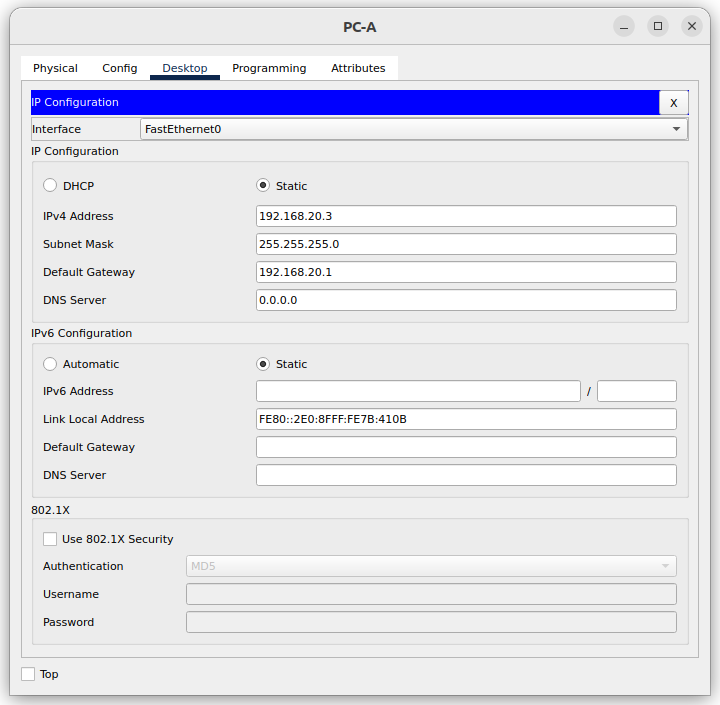 PC-A
Physical Config Desktop Programming Attributes
IP Configuration X
Interface FastEthernet0
IP Configuration
DHCP Static
IPv4 Address 192.168.20.3
Subnet Mask 255.255.255.0
Default Gateway 192.168.20.1
DNS Server 0.0.0.0
IPv6 Configuration
Automatic Static
IPv6 Address /
Link Local Address FE80::2E0:8FFF:FE7B:410B
Default Gateway
DNS Server
802.1X
Use 802.1X Security
Authentication MD5
Username
Password
Top